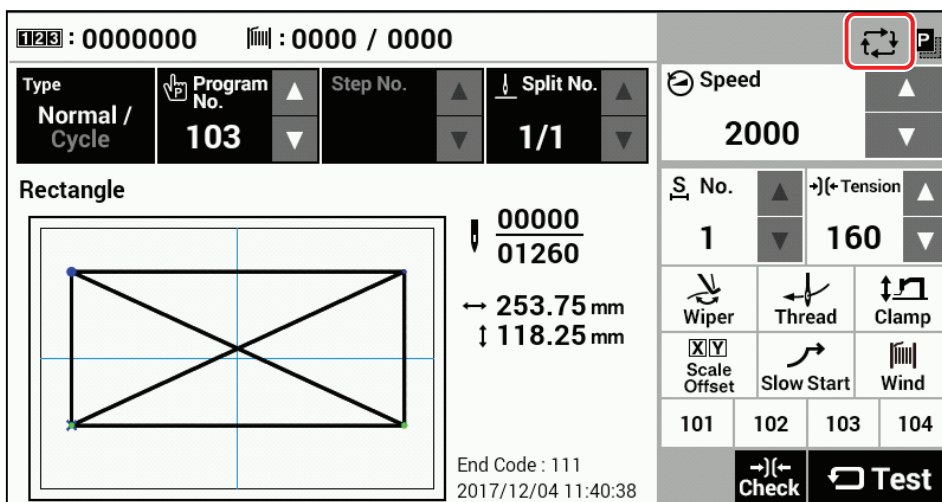 123 : 0000000 : 0000 / 0000
P
Type
Normal /
Cycle
P Program
No.
103
Step No.
Split No.
1/1
Speed
2000
Rectangle
00000
01260
253.75 mm
118.25 mm
S No.
1
Tension
160
Wiper
Thread
Clamp
X Y
Scale
Offset
Slow Start
Wind
101 102 103 104
End Code : 111
2017/12/04 11:40:38
Check
Test